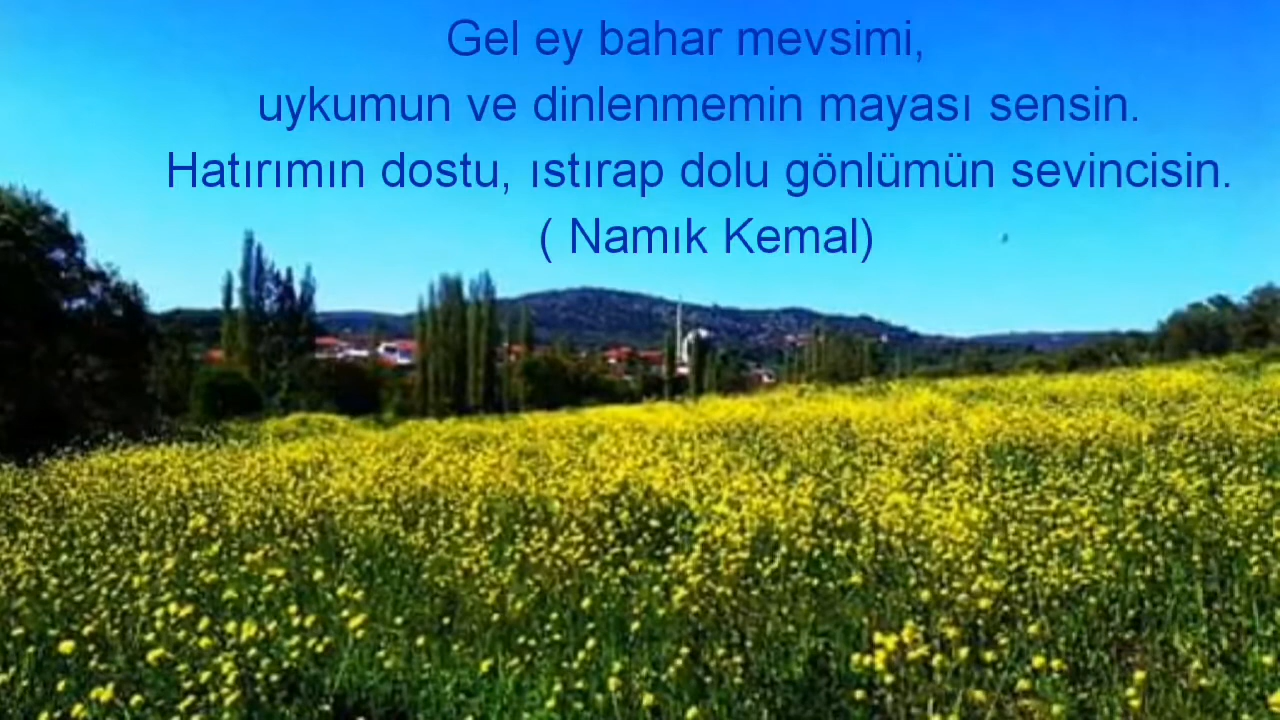 Gel ey bahar mevsimi,
uykumun ve dinlenmemin mayası sensin.
Hatırımın dostu, ıstırap dolu gönlümün sevincisin.
( Namık Kemal)